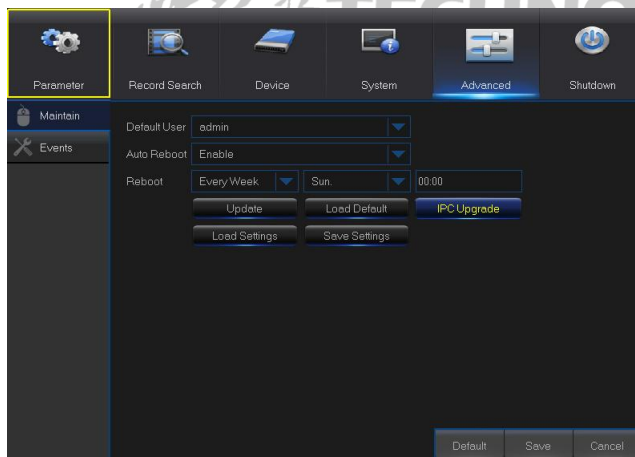 TECHNO
Parameter Record Search Device System Advanced Shutdown
Maintain
Events
Default User admin
Auto Reboot Enable
Reboot Every Week Sun. 00:00
Update Load Default IPC Upgrade
Load Settings Save Settings
Default Save Cancel